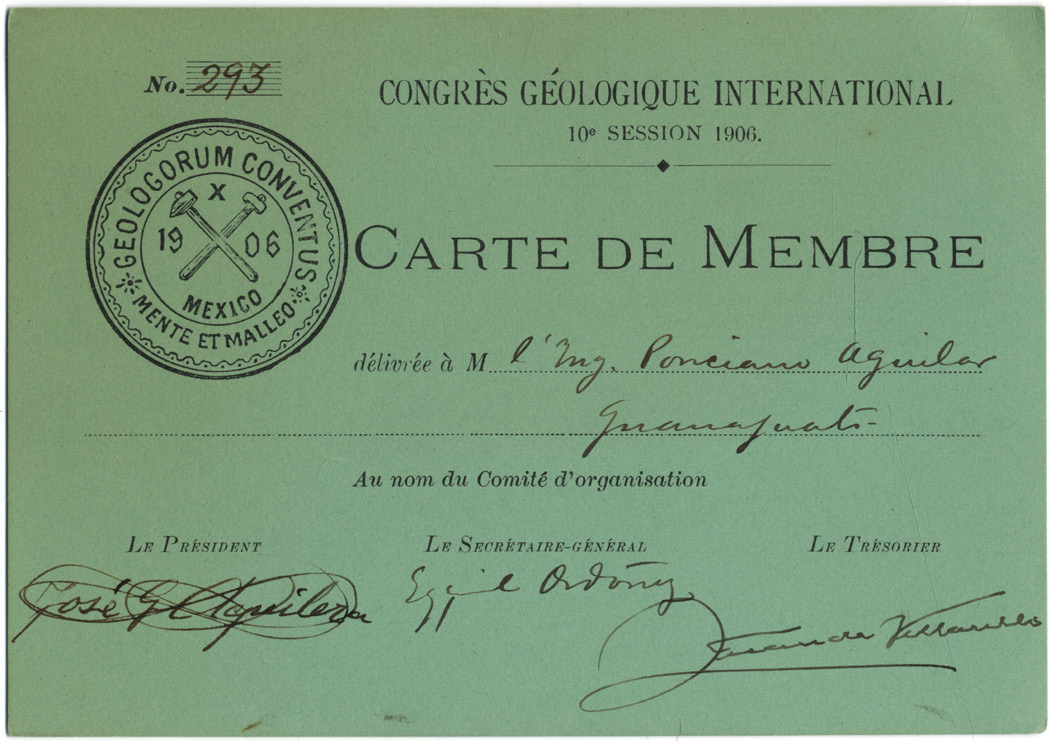 No. 293
CONGRÈS GÉOLOGIQUE INTERNATIONAL
10e SESSION 1906.
GEOLOGORUM CONVENTUS
X
19 06
MEXICO
MENTE ET MALLEO
CARTE DE MEMBRE
délivrée à M l'Ing. Ponciano Aguilar
Guanajuato
Au nom du Comité d'organisation
LE PRÉSIDENT LE SECRÉTAIRE-GÉNÉRAL LE TRÉSORIER
José G Aguilera Ordóñez